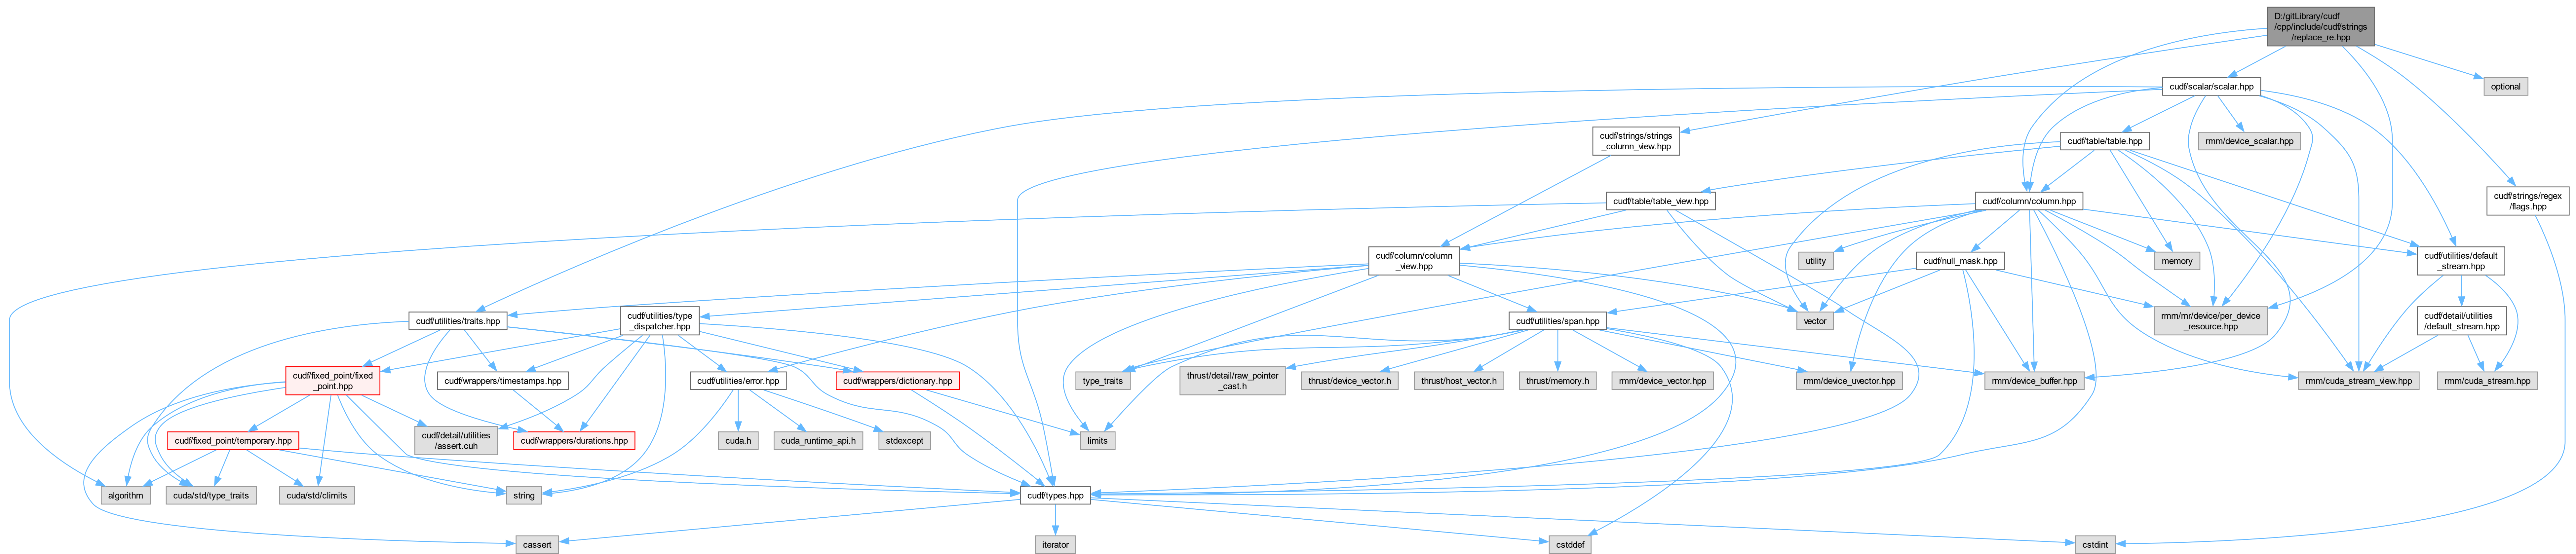 D:/gitLibrary/cudf
/cpp/include/cudf/strings
/replace_re.hpp
cudf/scalar/scalar.hpp
optional
cudf/strings/strings
_column_view.hpp
cudf/table/table.hpp
rmm/device_scalar.hpp
cudf/table/table_view.hpp
cudf/column/column.hpp
cudf/strings/regex
/flags.hpp
cudf/column/column
_view.hpp
utility
cudf/null_mask.hpp
memory
cudf/utilities/default
_stream.hpp
cudf/utilities/traits.hpp
cudf/utilities/type
_dispatcher.hpp
cudf/utilities/span.hpp
vector
rmm/mr/device/per_device
_resource.hpp
cudf/detail/utilities
/default_stream.hpp
cudf/fixed_point/fixed
_point.hpp
cudf/wrappers/timestamps.hpp
cudf/utilities/error.hpp
cudf/wrappers/dictionary.hpp
type_traits
thrust/detail/raw_pointer
_cast.h
thrust/device_vector.h
thrust/host_vector.h
thrust/memory.h
rmm/device_vector.hpp
rmm/device_uvector.hpp
rmm/device_buffer.hpp
rmm/cuda_stream_view.hpp
rmm/cuda_stream.hpp
cudf/fixed_point/temporary.hpp
cudf/detail/utilities
/assert.cuh
cudf/wrappers/durations.hpp
cuda.h
cuda_runtime_api.h
stdexcept
limits
algorithm
cuda/std/type_traits
cuda/std/climits
string
cudf/types.hpp
cassert
iterator
cstddef
cstdint